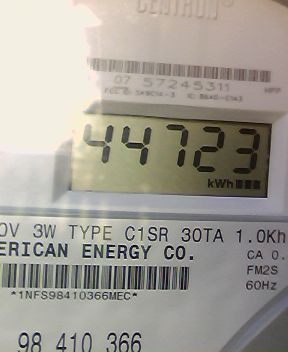 CENTRON®
07 57245311
44723
kWh
0V 3W TYPE C1SR 30TA 1.0Kh
ERICAN ENERGY CO.
CA 0.
FM2S
*1NFS98410366MEC*
60Hz
98 410 366